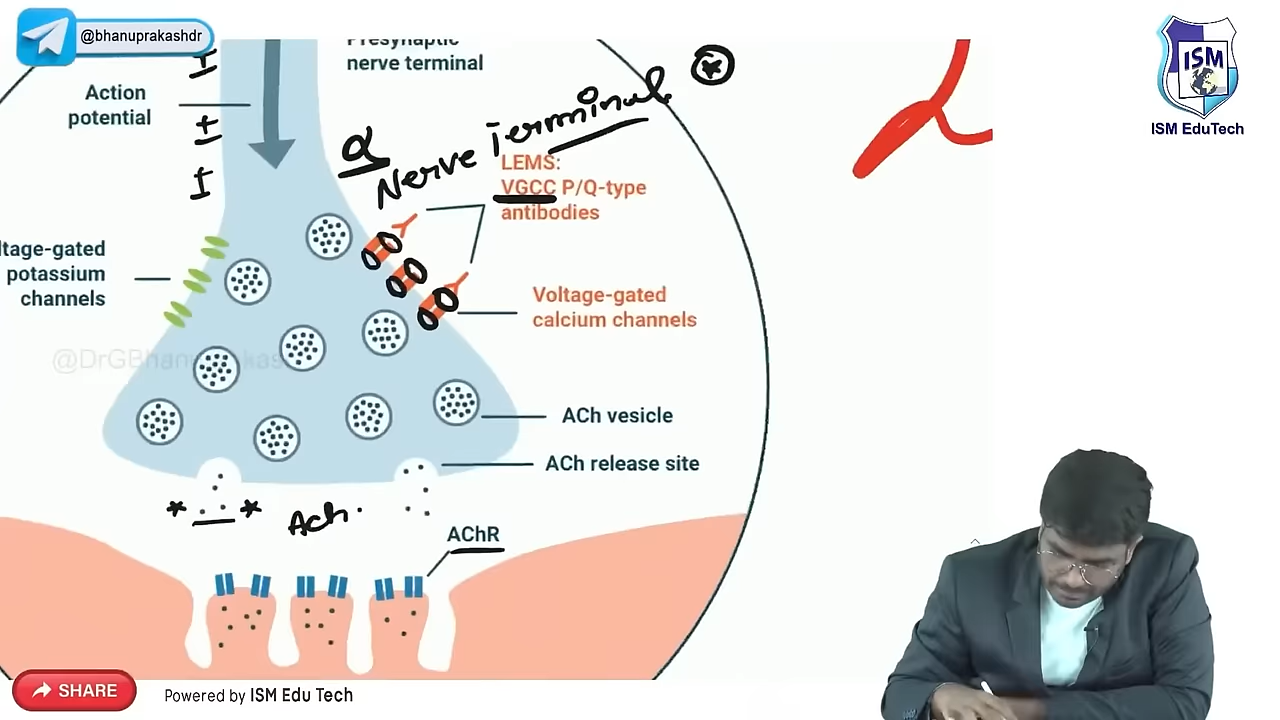 @bhanuprakashdr
Presynaptic
nerve terminal
Action
potential
α
Nerve Terminal
ISM
ISM EduTech
LEMS:
VGCC P/Q-type
antibodies
ltage-gated
potassium
channels
Voltage-gated
calcium channels
@DrGBhanuprakas
ACh vesicle
ACh release site
* *
Ach.
AChR
SHARE
Powered by ISM Edu Tech